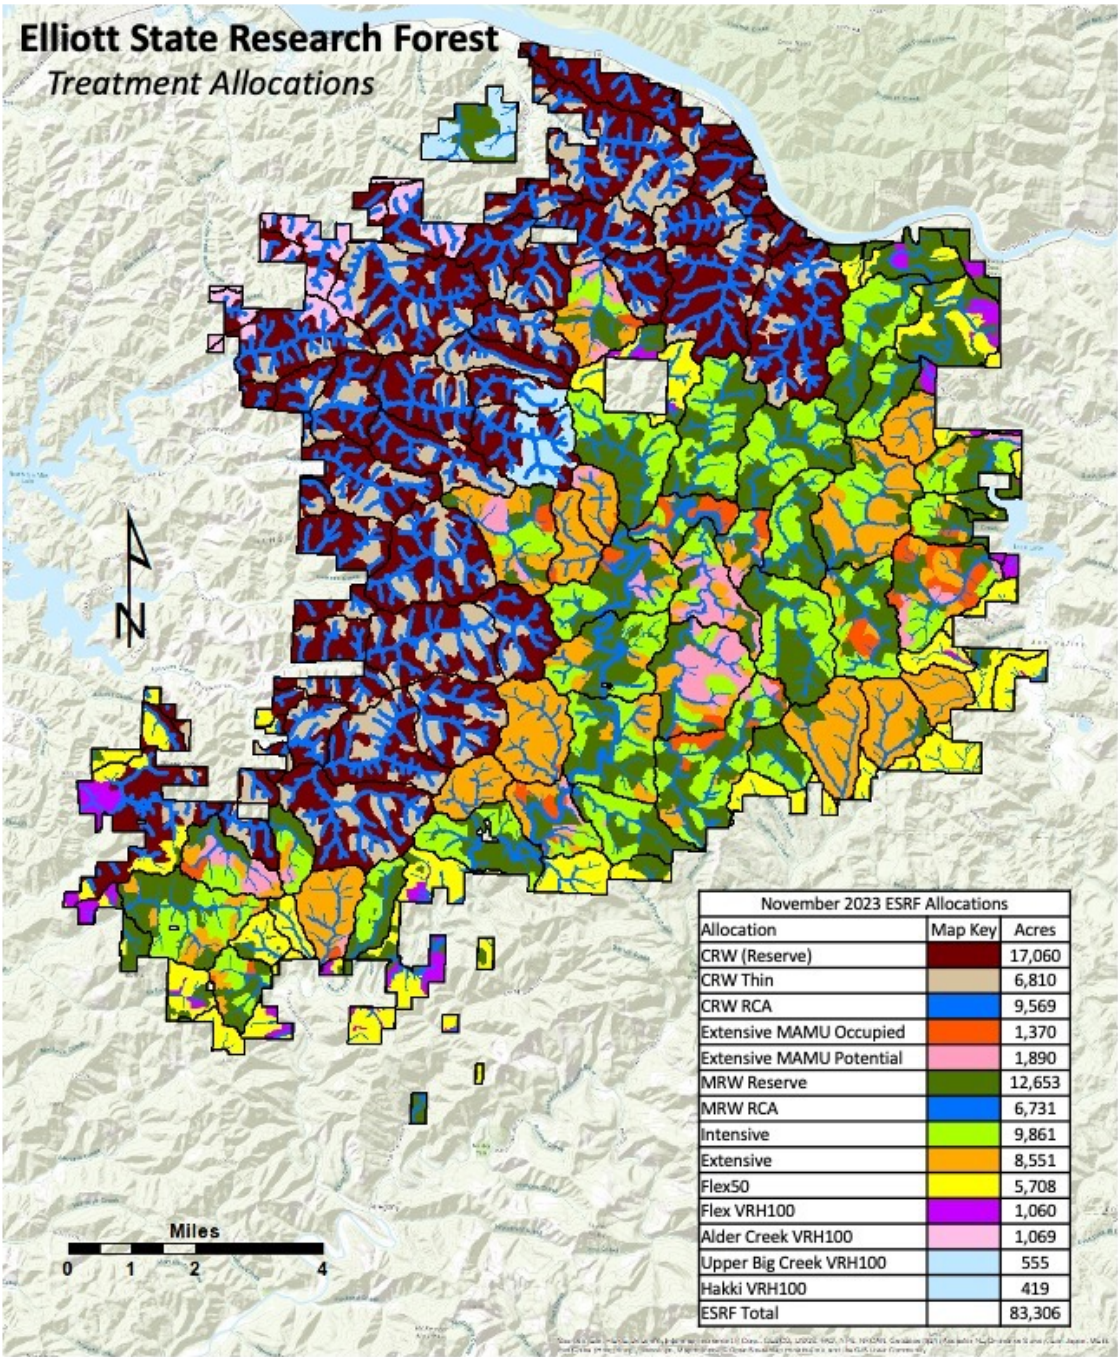 Elliott State Research Forest
Treatment Allocations
N
Miles
0 1 2 4
November 2023 ESRF Allocations
Allocation Map Key Acres
CRW (Reserve) 17,060
CRW Thin 6,810
CRW RCA 9,569
Extensive MAMU Occupied 1,370
Extensive MAMU Potential 1,890
MRW Reserve 12,653
MRW RCA 6,731
Intensive 9,861
Extensive 8,551
Flex50 5,708
Flex VRH100 1,060
Alder Creek VRH100 1,069
Upper Big Creek VRH100 555
Hakki VRH100 419
ESRF Total 83,306